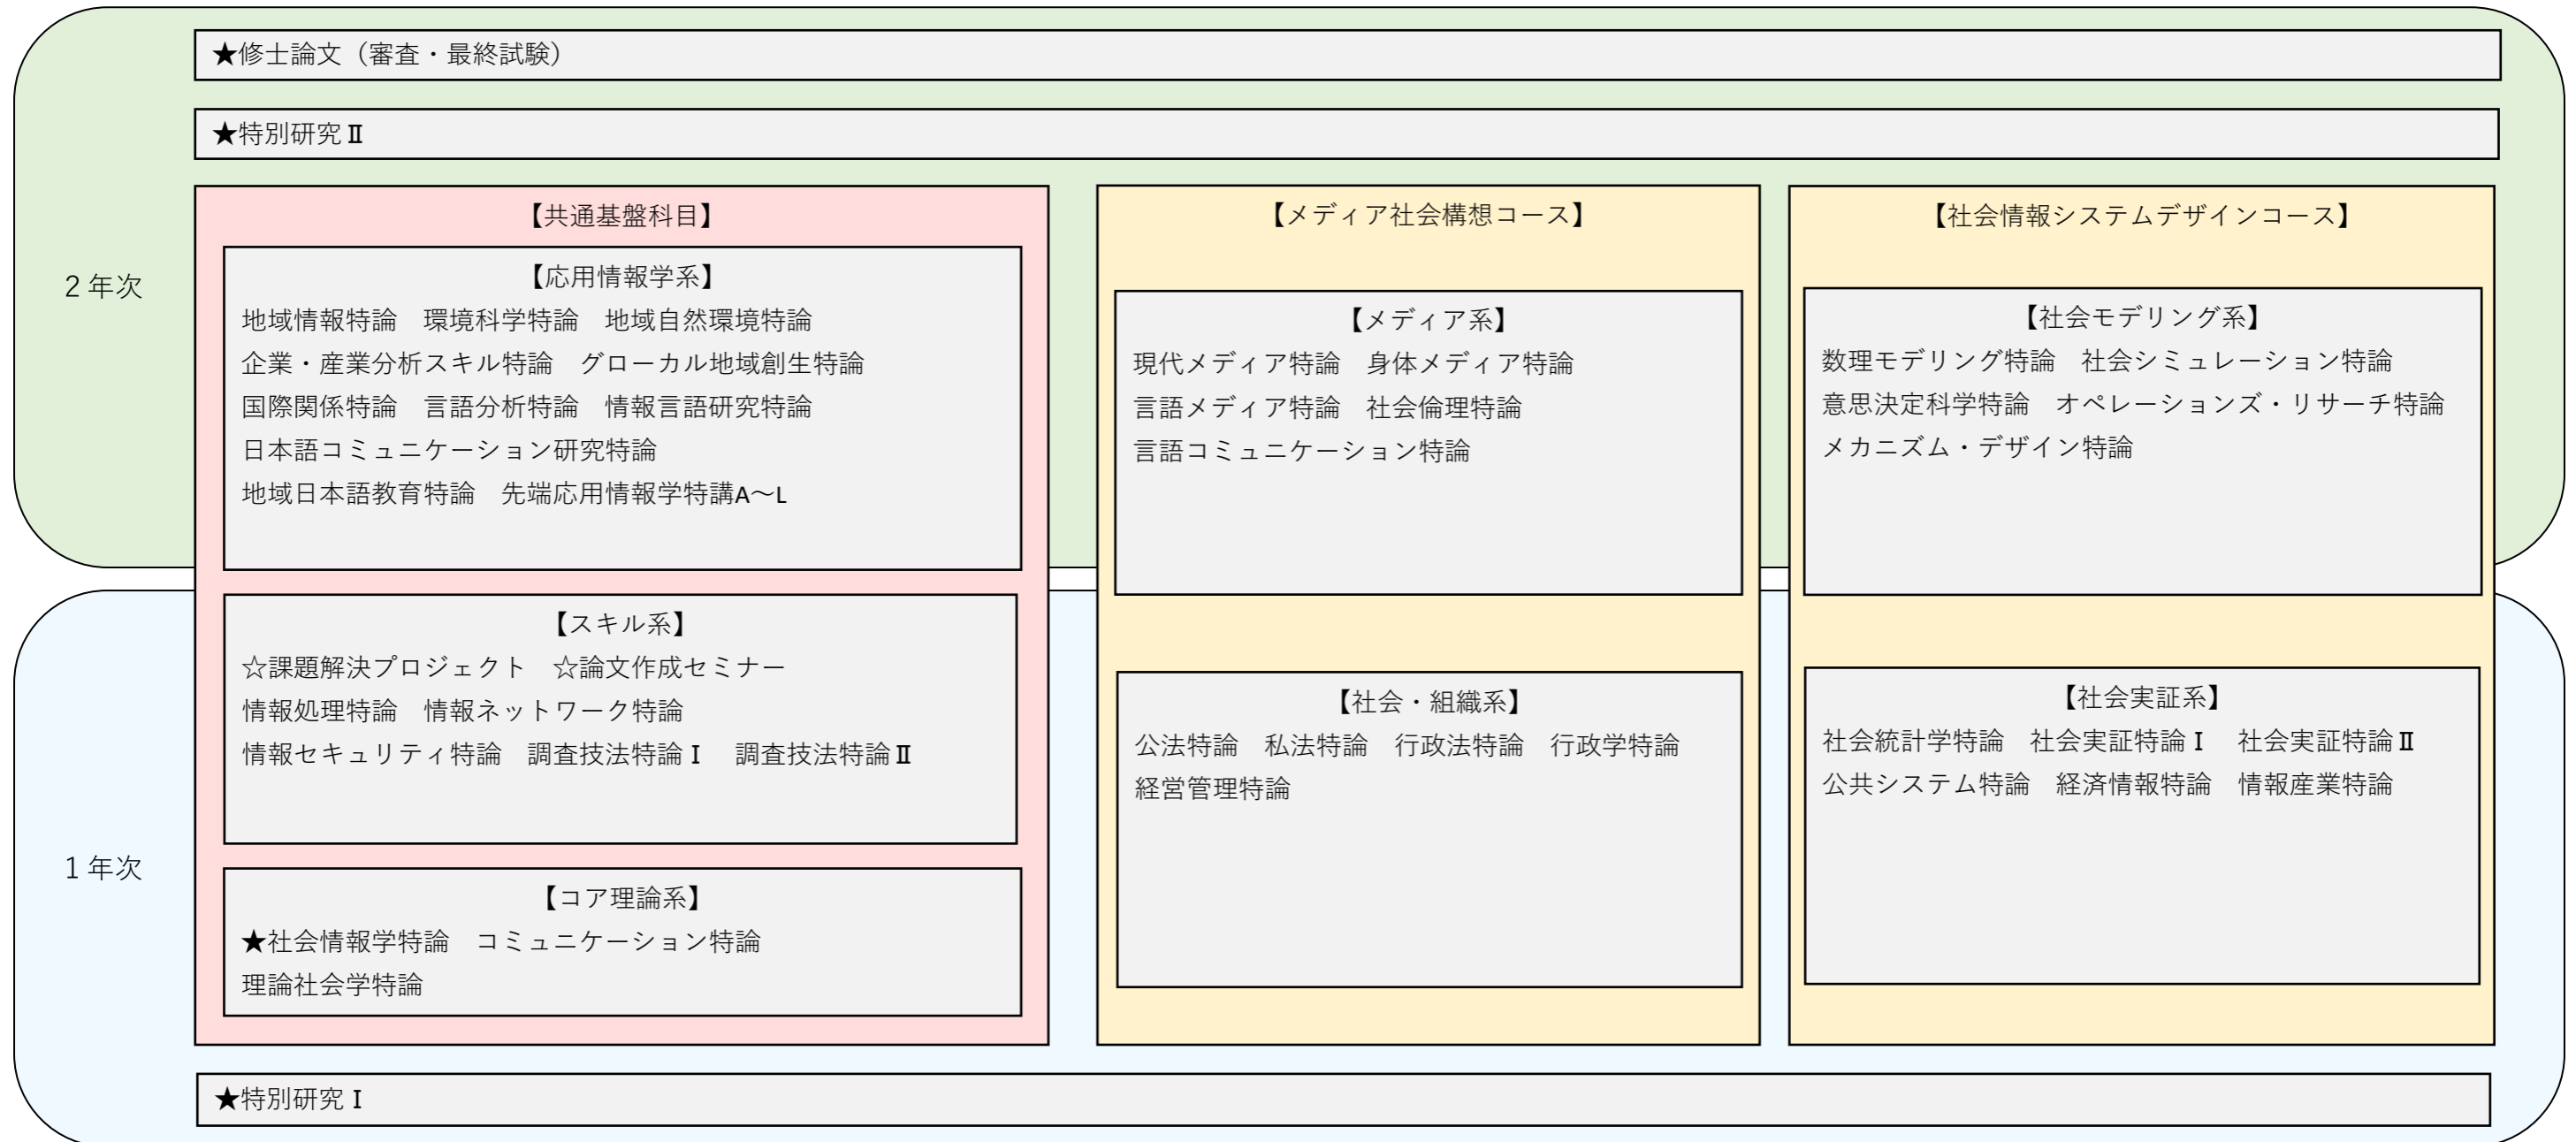 ★修士論文（審査・最終試験）
★特別研究Ⅱ
2年次
【共通基盤科目】
【応用情報学系】
地域情報特論　環境科学特論　地域自然環境特論
企業・産業分析スキル特論　グローカル地域創生特論
国際関係特論　言語分析特論　情報言語研究特論
日本語コミュニケーション研究特論
地域日本語教育特論　先端応用情報学特講A～L
【スキル系】
☆課題解決プロジェクト　☆論文作成セミナー
情報処理特論　情報ネットワーク特論
情報セキュリティ特論　調査技法特論Ⅰ　調査技法特論Ⅱ
【コア理論系】
★社会情報学特論　コミュニケーション特論
理論社会学特論
【メディア社会構想コース】
【メディア系】
現代メディア特論　身体メディア特論
言語メディア特論　社会倫理特論
言語コミュニケーション特論
【社会・組織系】
公法特論　私法特論　行政法特論　行政学特論
経営管理特論
【社会情報システムデザインコース】
【社会モデリング系】
数理モデリング特論　社会シミュレーション特論
意思決定科学特論　オペレーションズ・リサーチ特論
メカニズム・デザイン特論
【社会実証系】
社会統計学特論　社会実証特論Ⅰ　社会実証特論Ⅱ
公共システム特論　経済情報特論　情報産業特論
1年次
★特別研究Ⅰ